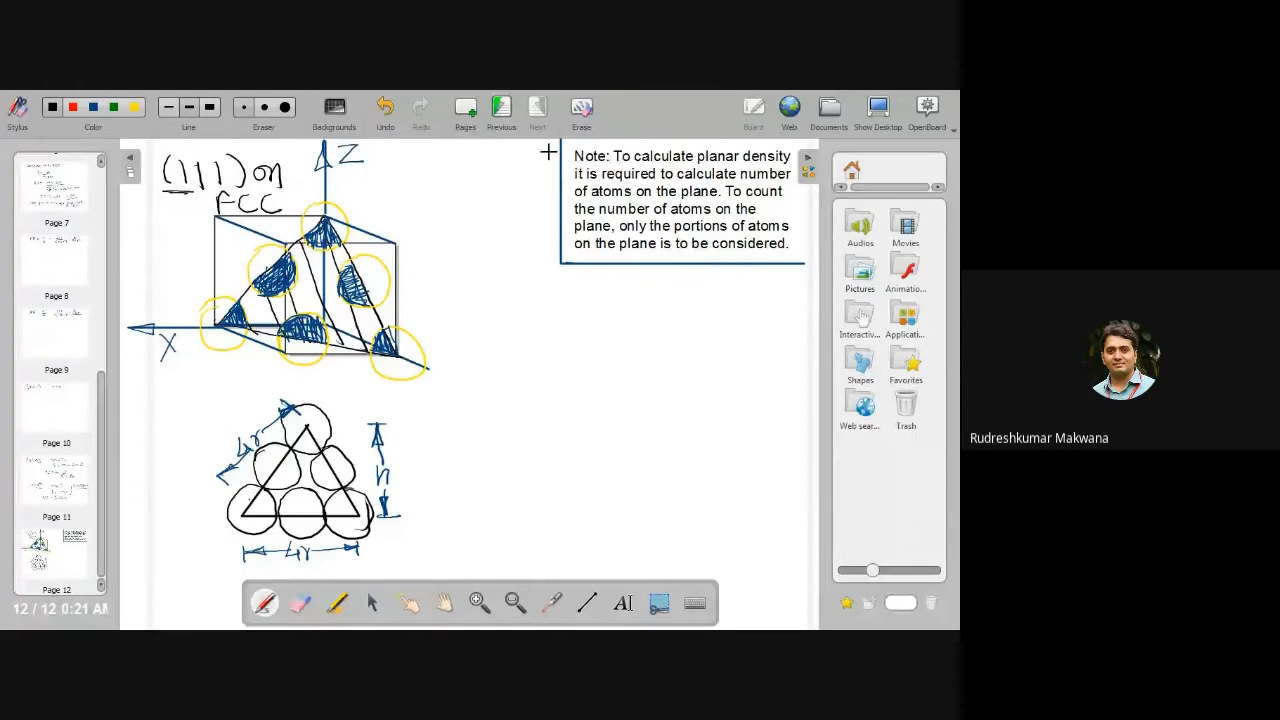 Stylus
Color
Line
Eraser
Backgrounds
Undo
Redo
Pages
Previous
Next
Erase
Board
Web
Documents
Show Desktop
OpenBoard
Page 7
Page 8
Page 9
Page 10
Page 11
Page 12
12 / 12 0:21 AM
(111) on
FCC
Z
X
4r
h
4r
Note: To calculate planar density
it is required to calculate number
of atoms on the plane. To count
the number of atoms on the
plane, only the portions of atoms
on the plane is to be considered.
Audios
Movies
Pictures
Animatio...
Interactiv...
Applicati...
Shapes
Favorites
Web sear...
Trash
Rudreshkumar Makwana